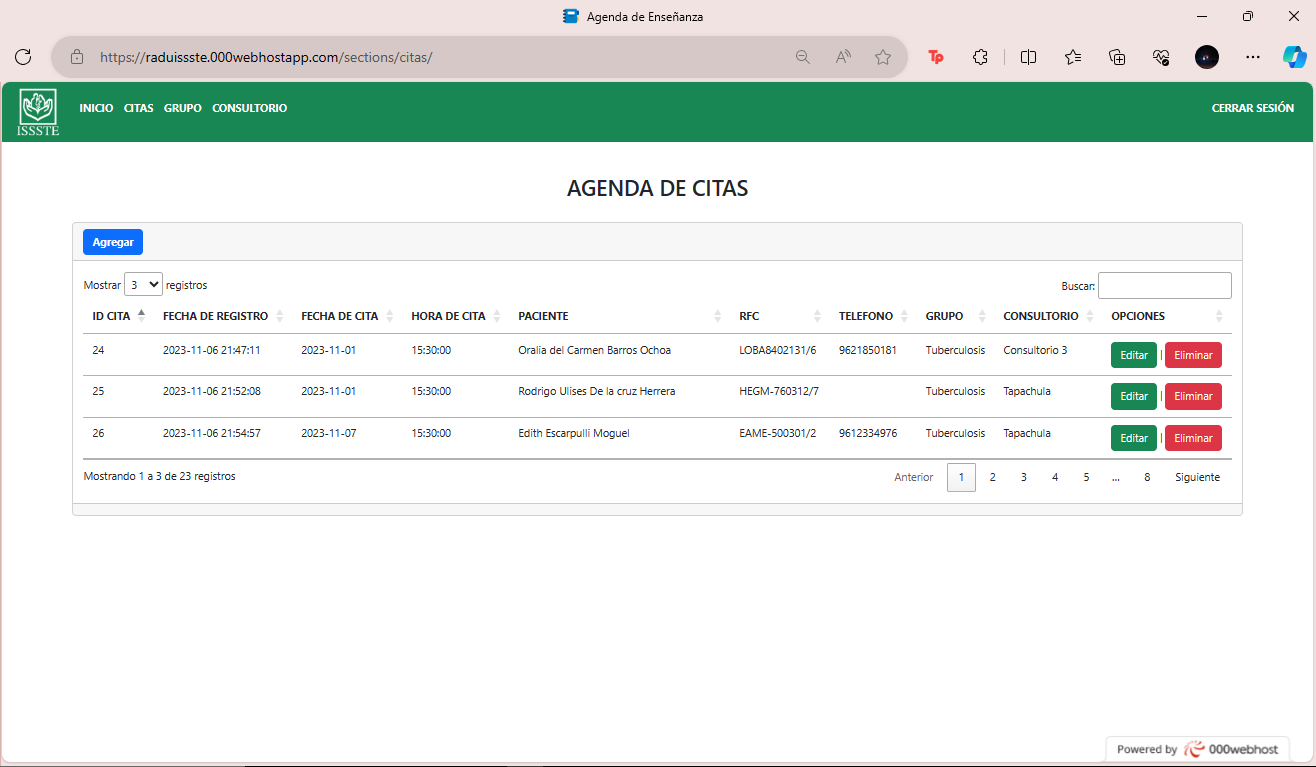 Agenda de Enseñanza
https://raduissste.000webhostapp.com/sections/citas/
ISSSTE
INICIO CITAS GRUPO CONSULTORIO CERRAR SESIÓN
AGENDA DE CITAS
Agregar
Mostrar 3 registros Buscar:
ID CITA FECHA DE REGISTRO FECHA DE CITA HORA DE CITA PACIENTE RFC TELEFONO GRUPO CONSULTORIO OPCIONES
24 2023-11-06 21:47:11 2023-11-01 15:30:00 Oralia del Carmen Barros Ochoa LOBA8402131/6 9621850181 Tuberculosis Consultorio 3 Editar | Eliminar
25 2023-11-06 21:52:08 2023-11-01 15:30:00 Rodrigo Ulises De la cruz Herrera HEGM-760312/7 Tuberculosis Tapachula Editar | Eliminar
26 2023-11-06 21:54:57 2023-11-07 15:30:00 Edith Escarpulli Moguel EAME-500301/2 9612334976 Tuberculosis Tapachula Editar | Eliminar
Mostrando 1 a 3 de 23 registros Anterior 1 2 3 4 5 ... 8 Siguiente
Powered by 000webhost